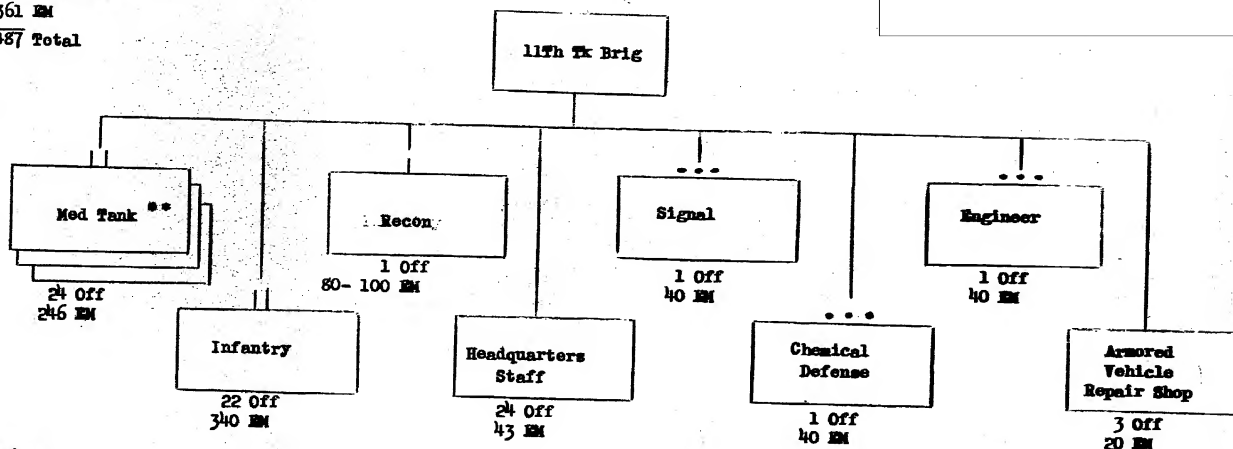 361 EM
487 Total
11Th Tk Brig
Med Tank **
24 Off
246 EM
Infantry
22 Off
340 EM
Recon
1 Off
80- 100 EM
Headquarters
Staff
24 Off
43 EM
Signal
1 Off
40 EM
Chemical
Defense
1 Off
40 EM
Engineer
1 Off
40 EM
Armored
Vehicle
Repair Shop
3 Off
20 EM